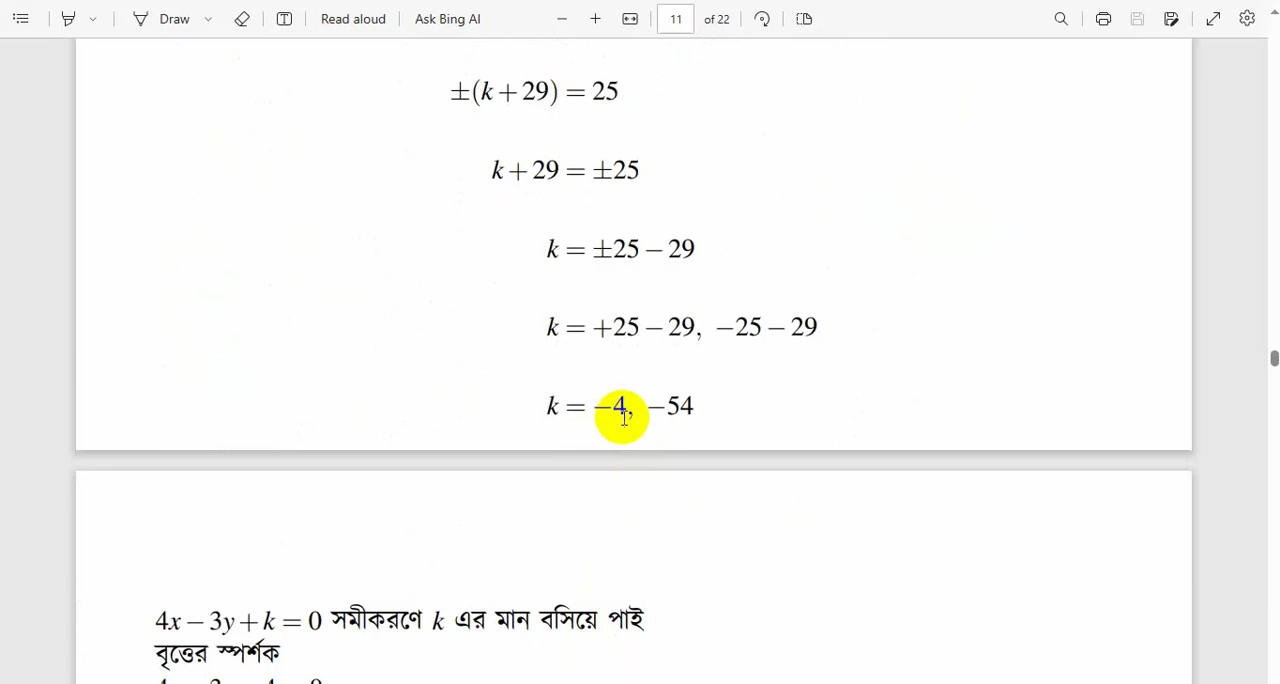 Draw Read aloud Ask Bing AI 11 of 22
±(k + 29) = 25
k + 29 = ±25
k = ±25 − 29
k = +25 − 29, −25 − 29
k = −4, −54
4x − 3y + k = 0 সমীকরণে k এর মান বসিয়ে পাই
বৃত্তের স্পর্শক